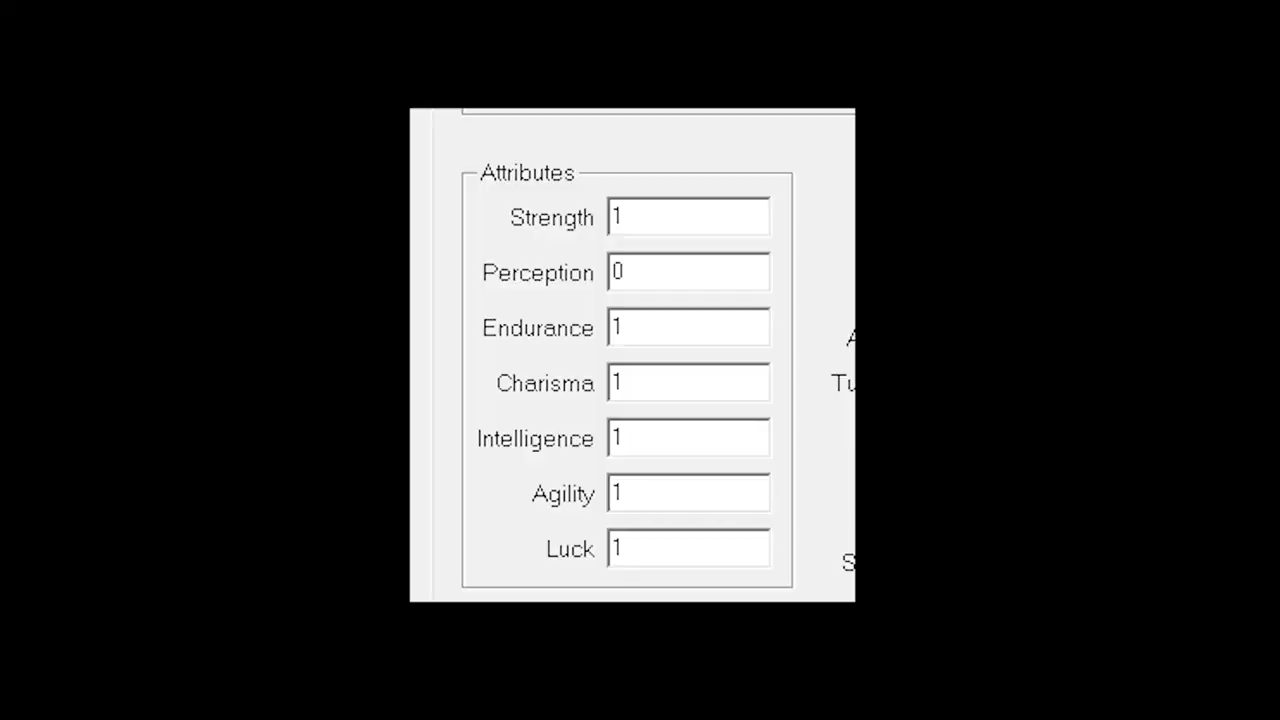 Attributes
Strength 1
Perception 0
Endurance 1
Charisma 1
Intelligence 1
Agility 1
Luck 1